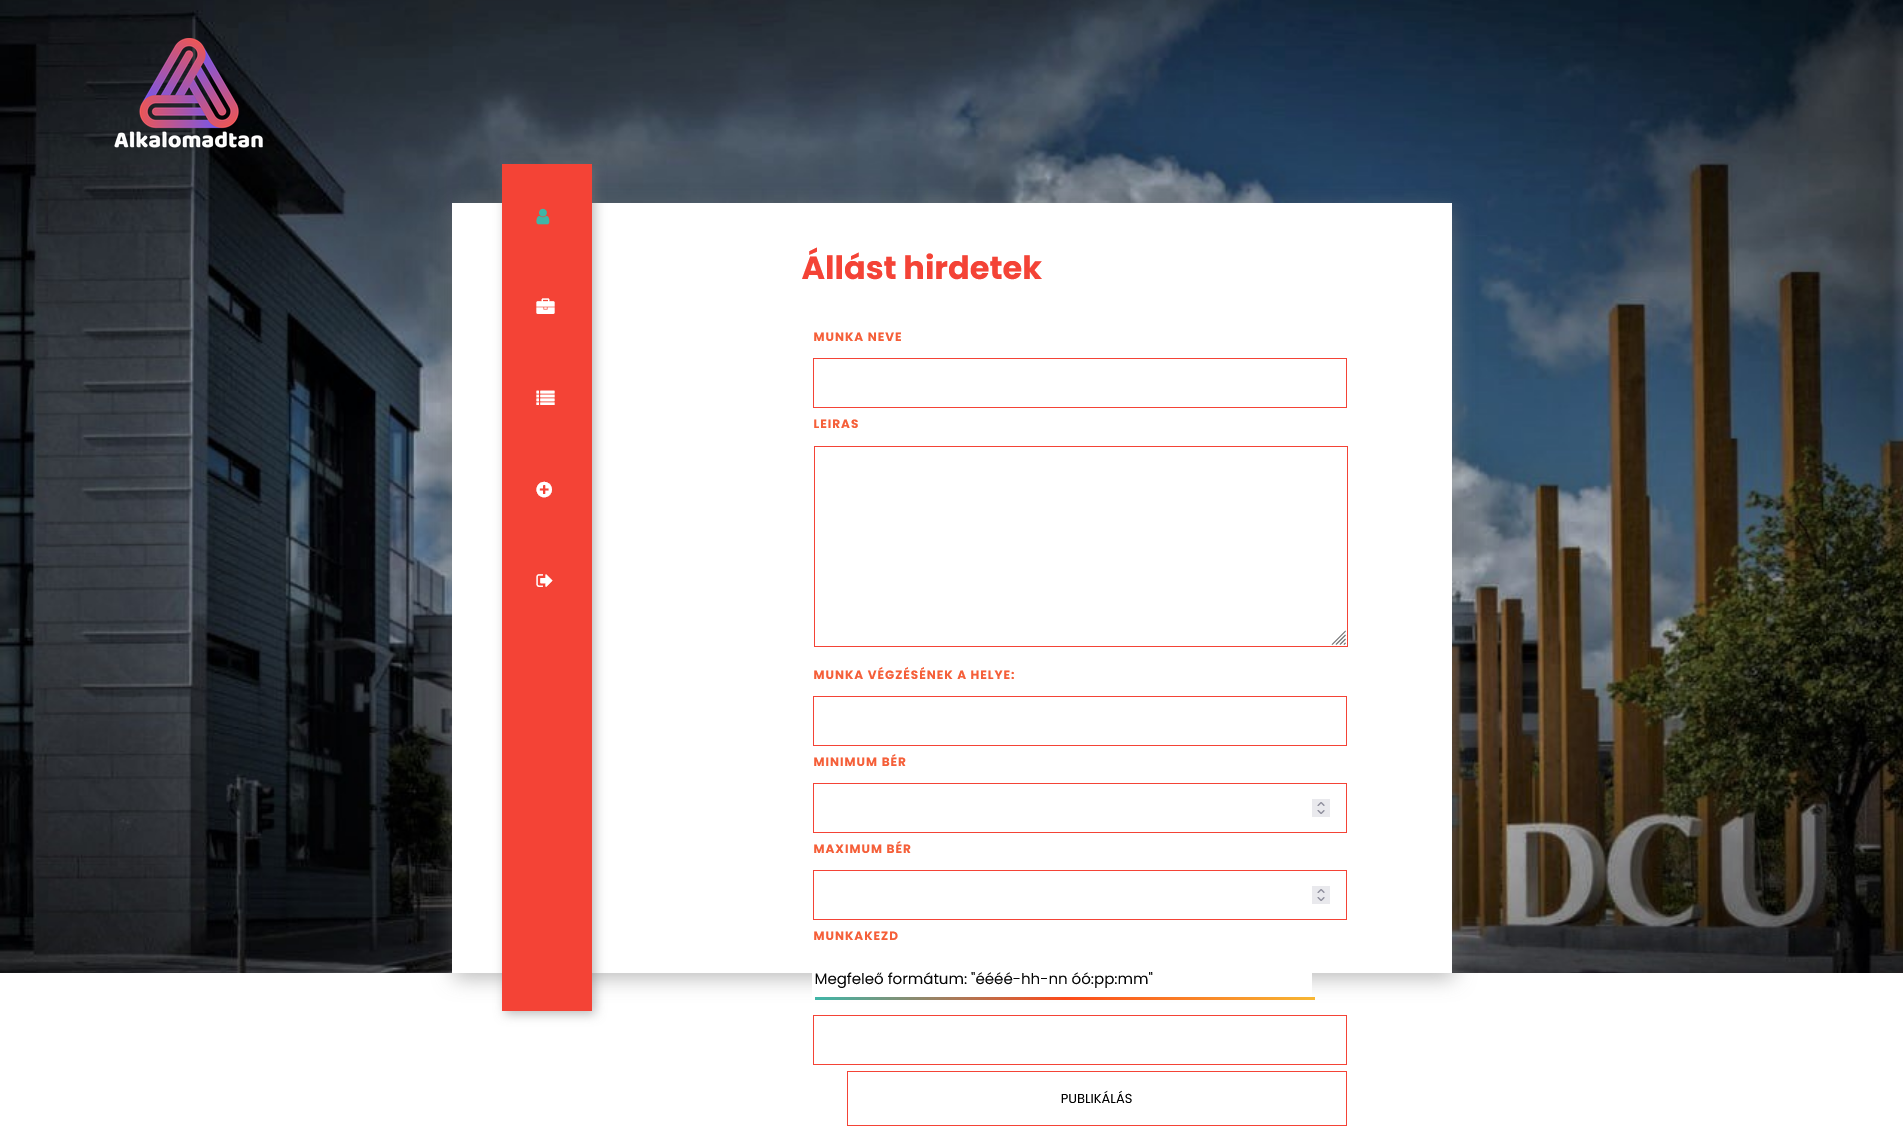 Alkalomadtan
Állást hirdetek
MUNKA NEVE
LEIRAS
MUNKA VÉGZÉSÉNEK A HELYE:
MINIMUM BÉR
MAXIMUM BÉR
MUNKAKEZD
Megfeleő formátum: "éééé-hh-nn óó:pp:mm"
PUBLIKÁLÁS
DCU